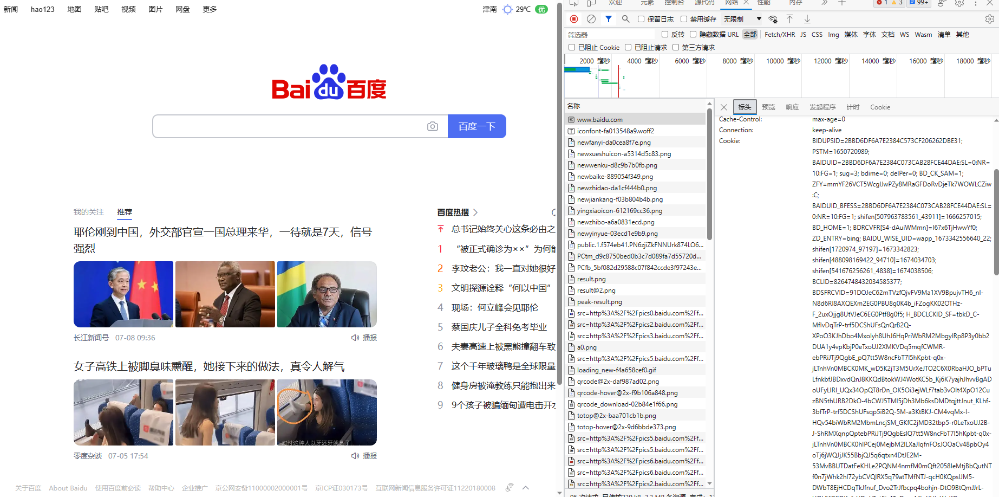 新闻 hao123 地图 贴吧 视频 图片 网盘 更多
津南 29℃ 优
Bai du 百度
百度一下
我的关注 推荐
耶伦刚到中国，外交部官宣一国总理来华，一待就是7天，信号
强烈
长江新闻号 07-08 09:36 播报
女子高铁上被脚臭味熏醒，她接下来的做法，真令人解气
对付这种人以牙还牙就是了
零度杂谈 07-05 17:54 播报
百度热搜
总书记始终关心这条必由之
1 “被正式确诊为××”为何能
2 李玟老公：我一直对她很好
3 文明探源诠释“何以中国”
4 现场：何立峰会见耶伦
5 蔡国庆儿子全科免考毕业
6 夫妻高速上被黑熊撞翻车致
7 这个千年玻璃鸭是全球限量
8 健身房被淹教练只能抱出来
9 9个孩子被骗缅甸遭电击开水
关于百度 About Baidu 使用百度前必读 帮助中心 企业推广 京公网安备11000002000001号 京ICP证030173号 互联网新闻信息服务许可证11220180008
欢迎 元素 控制台 源代码 网络 性能 内存 1 3 99+
保留日志 禁用缓存 无限制
筛选器 反转 隐藏数据 URL 全部 Fetch/XHR JS CSS Img 媒体 字体 文档 WS Wasm 清单 其他
已阻止 Cookie 已阻止请求 第三方请求
2000 毫秒 4000 毫秒 6000 毫秒 8000 毫秒 10000 毫秒 12000 毫秒 14000 毫秒 16000 毫秒 18000 毫秒
名称
www.baidu.com
iconfont-fa013548a9.woff2
newfanyi-da0cea8f7e.png
newxueshuicon-a5314d5c83.png
newwenku-d8c9b7b0fb.png
newbaike-889054f349.png
newzhidao-da1cf444b0.png
newjiankang-f03b804b4b.png
yingxiaoicon-612169cc36.png
newzhibo-a6a0831ecd.png
newyinyue-03ecd1e9b9.png
public.1.f574eb41.PN6zjiZkFNNUrk874LO6...
PCtm_d9c8750bed0b3c7d089fa7d55720d...
PCfb_5bf082d29588c07f842ccde3f97243e...
result.png
result@2.png
peak-result.png
src=http%3A%2F%2Fpics0.baidu.com%2Ff...
src=http%3A%2F%2Fpics2.baidu.com%2Ff...
src=http%3A%2F%2Fpics3.baidu.com%2Ff...
a0.png
src=http%3A%2F%2Fpics5.baidu.com%2Ff...
loading_new-f4a658cef0.gif
qrcode@2x-daf987ad02.png
qrcode-hover@2x-f9b106a848.png
qrcode_download-02b84e1f66.png
totop@2x-baa701cb1b.png
totop-hover@2x-9d6bbde373.png
src=http%3A%2F%2Fpics5.baidu.com%2Ff...
src=http%3A%2F%2Fpics5.baidu.com%2Ff...
src=http%3A%2F%2Fpics6.baidu.com%2Ff...
src=http%3A%2F%2Fpics6.baidu.com%2Ff...
src=http%3A%2F%2Fpics2.baidu.com%2Ff...
标头 预览 响应 发起程序 计时 Cookie
Cache-Control: max-age=0
Connection: keep-alive
Cookie: BIDUPSID=2BBD6DF6A7E2384C573CF206262DBE31;
PSTM=1650720989;
BAIDUID=2BBD6DF6A7E2384C073CAB28FCE44DAE:SL=0:NR=
10:FG=1; sug=3; bdime=0; delPer=0; BD_CK_SAM=1;
ZFY=mmYF26VCT5WcglJwPZy8MRaGFDoRvDjeTk7WOWLCZiw
:C;
BAIDUID_BFESS=2BBD6DF6A7E2384C073CAB28FCE44DAE:SL=
0:NR=10:FG=1; shifen[507963783561_43911]=1666257015;
BD_HOME=1; BDRCVFR[S4-dAuiWMmn]=I67x6TjHwwYf0;
ZD_ENTRY=bing; BAIDU_WISE_UID=wapp_1673342556640_22;
shifen[1720974_97197]=1673342823;
shifen[488098169422_94710]=1674034703;
shifen[541676256261_4838]=1674038506;
BCLID=8264748432034585377;
BDSFRCVID=91DOJeC62mTVzfQjvFV9Ma1XV9BpujvTH6_nI-
N8d6RI8AXQEXm2EG0PBU8g0K4b_iFZogKK02OTHz-
F_2uxOjjg8UtVJeC6EG0Ptf8g0f5; H_BDCLCKID_SF=tbkD_C-
MfIvDqTrP-trf5DCShUFsQnQrB2Q-
XPoO3KJhDbo4Mxolyh8UhJ6HqPriWbRM2MbgylRp8P3y0bb2
DUA1y4vpKbjP0eTxoUJ2XMKVDq5mqfCWMR-
ebPRiJTj9QgbE_pQ7tt5W8ncFbT7l5hKpbt-q0x-
jLTnhVn0MBCK0MK_wD5K2jT3M5UrXeJTO2C6X0RbaHJO_bPTu
LfnkbfJBDxvdQnJ8KKQdBtokWJ4WotKC5b_Kj6K7yajhJhvvBgAD
oUFyLIRI_UQx34OpQT8rDn_OK5Oi3ejWLf7tab3vOIt4XpO12Cu
zBN5thURB2DkO-4bCWJ5TMl5jDh3Mb6ksDMDtqjttJnut_KLhf-
3bfTrP-trf5DCShUFsqp5iB2Q-5M-a3KtBKJ-CM4vqMx-l-
HQv54biWbRM2MbmLncjSM_GKfC2jMD32tbp5-r0LeTxoUJ2B-
J-ShRMXqnpQptebPRiJTj9QgbEslQ7tt5W8ncFbT7l5hKpbt-q0x-
jLTnhVn0MBCK0hIPCej0MejbM2lLXaJIqfnFOsJOOaCv48pbOy4
oTj6jWQJjJK55BbjQJ5q6qtxn4DtJE2M-
53MvBBUTDatFeKHLe2PQNM4nmfM0mQft2058IeMtjBbQutNT
f0n7jWhk2hl72ybCVQlRX5q79atTMfNTJ-qcH0KQpsIJM5-
DWbT8EjHCDqTkJfnuf_Dvo2TrJfbcpq4bohjn-DtO9BtQmJJrL-